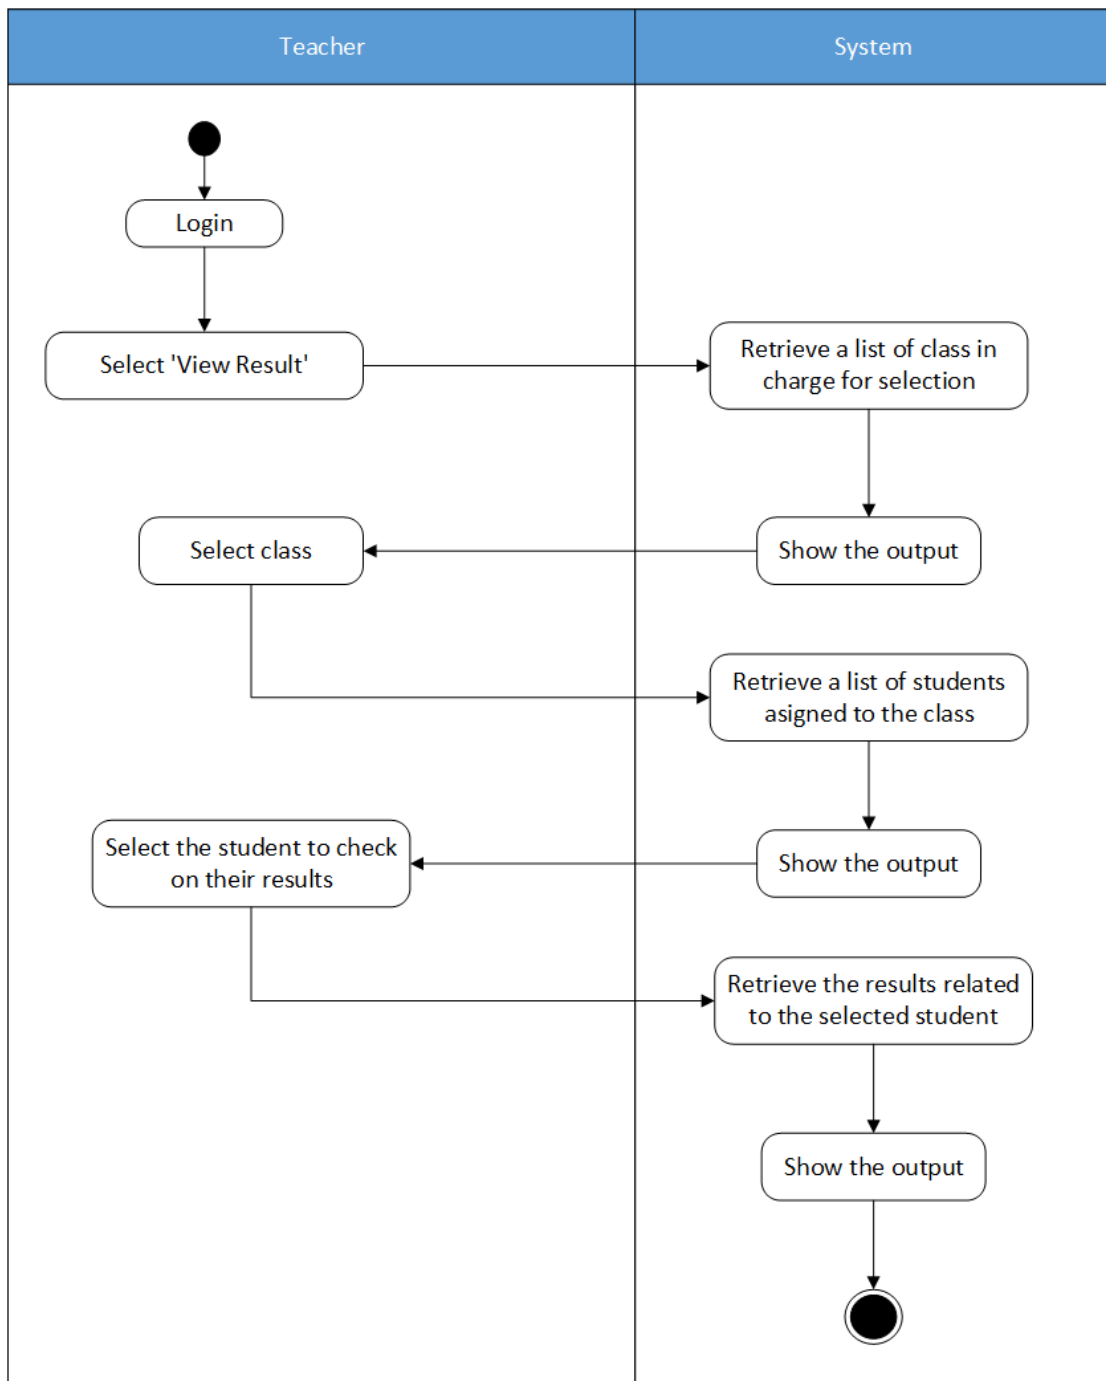 Teacher
System
Login
Select 'View Result'
Retrieve a list of class in
charge for selection
Select class
Show the output
Retrieve a list of students
asigned to the class
Select the student to check
on their results
Show the output
Retrieve the results related
to the selected student
Show the output